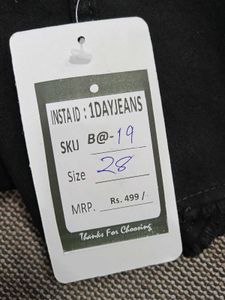 INSTA ID : 1DAYJEANS
SKU B@-19
Size 28
MRP. Rs. 499 /-
Thanks For Choosing